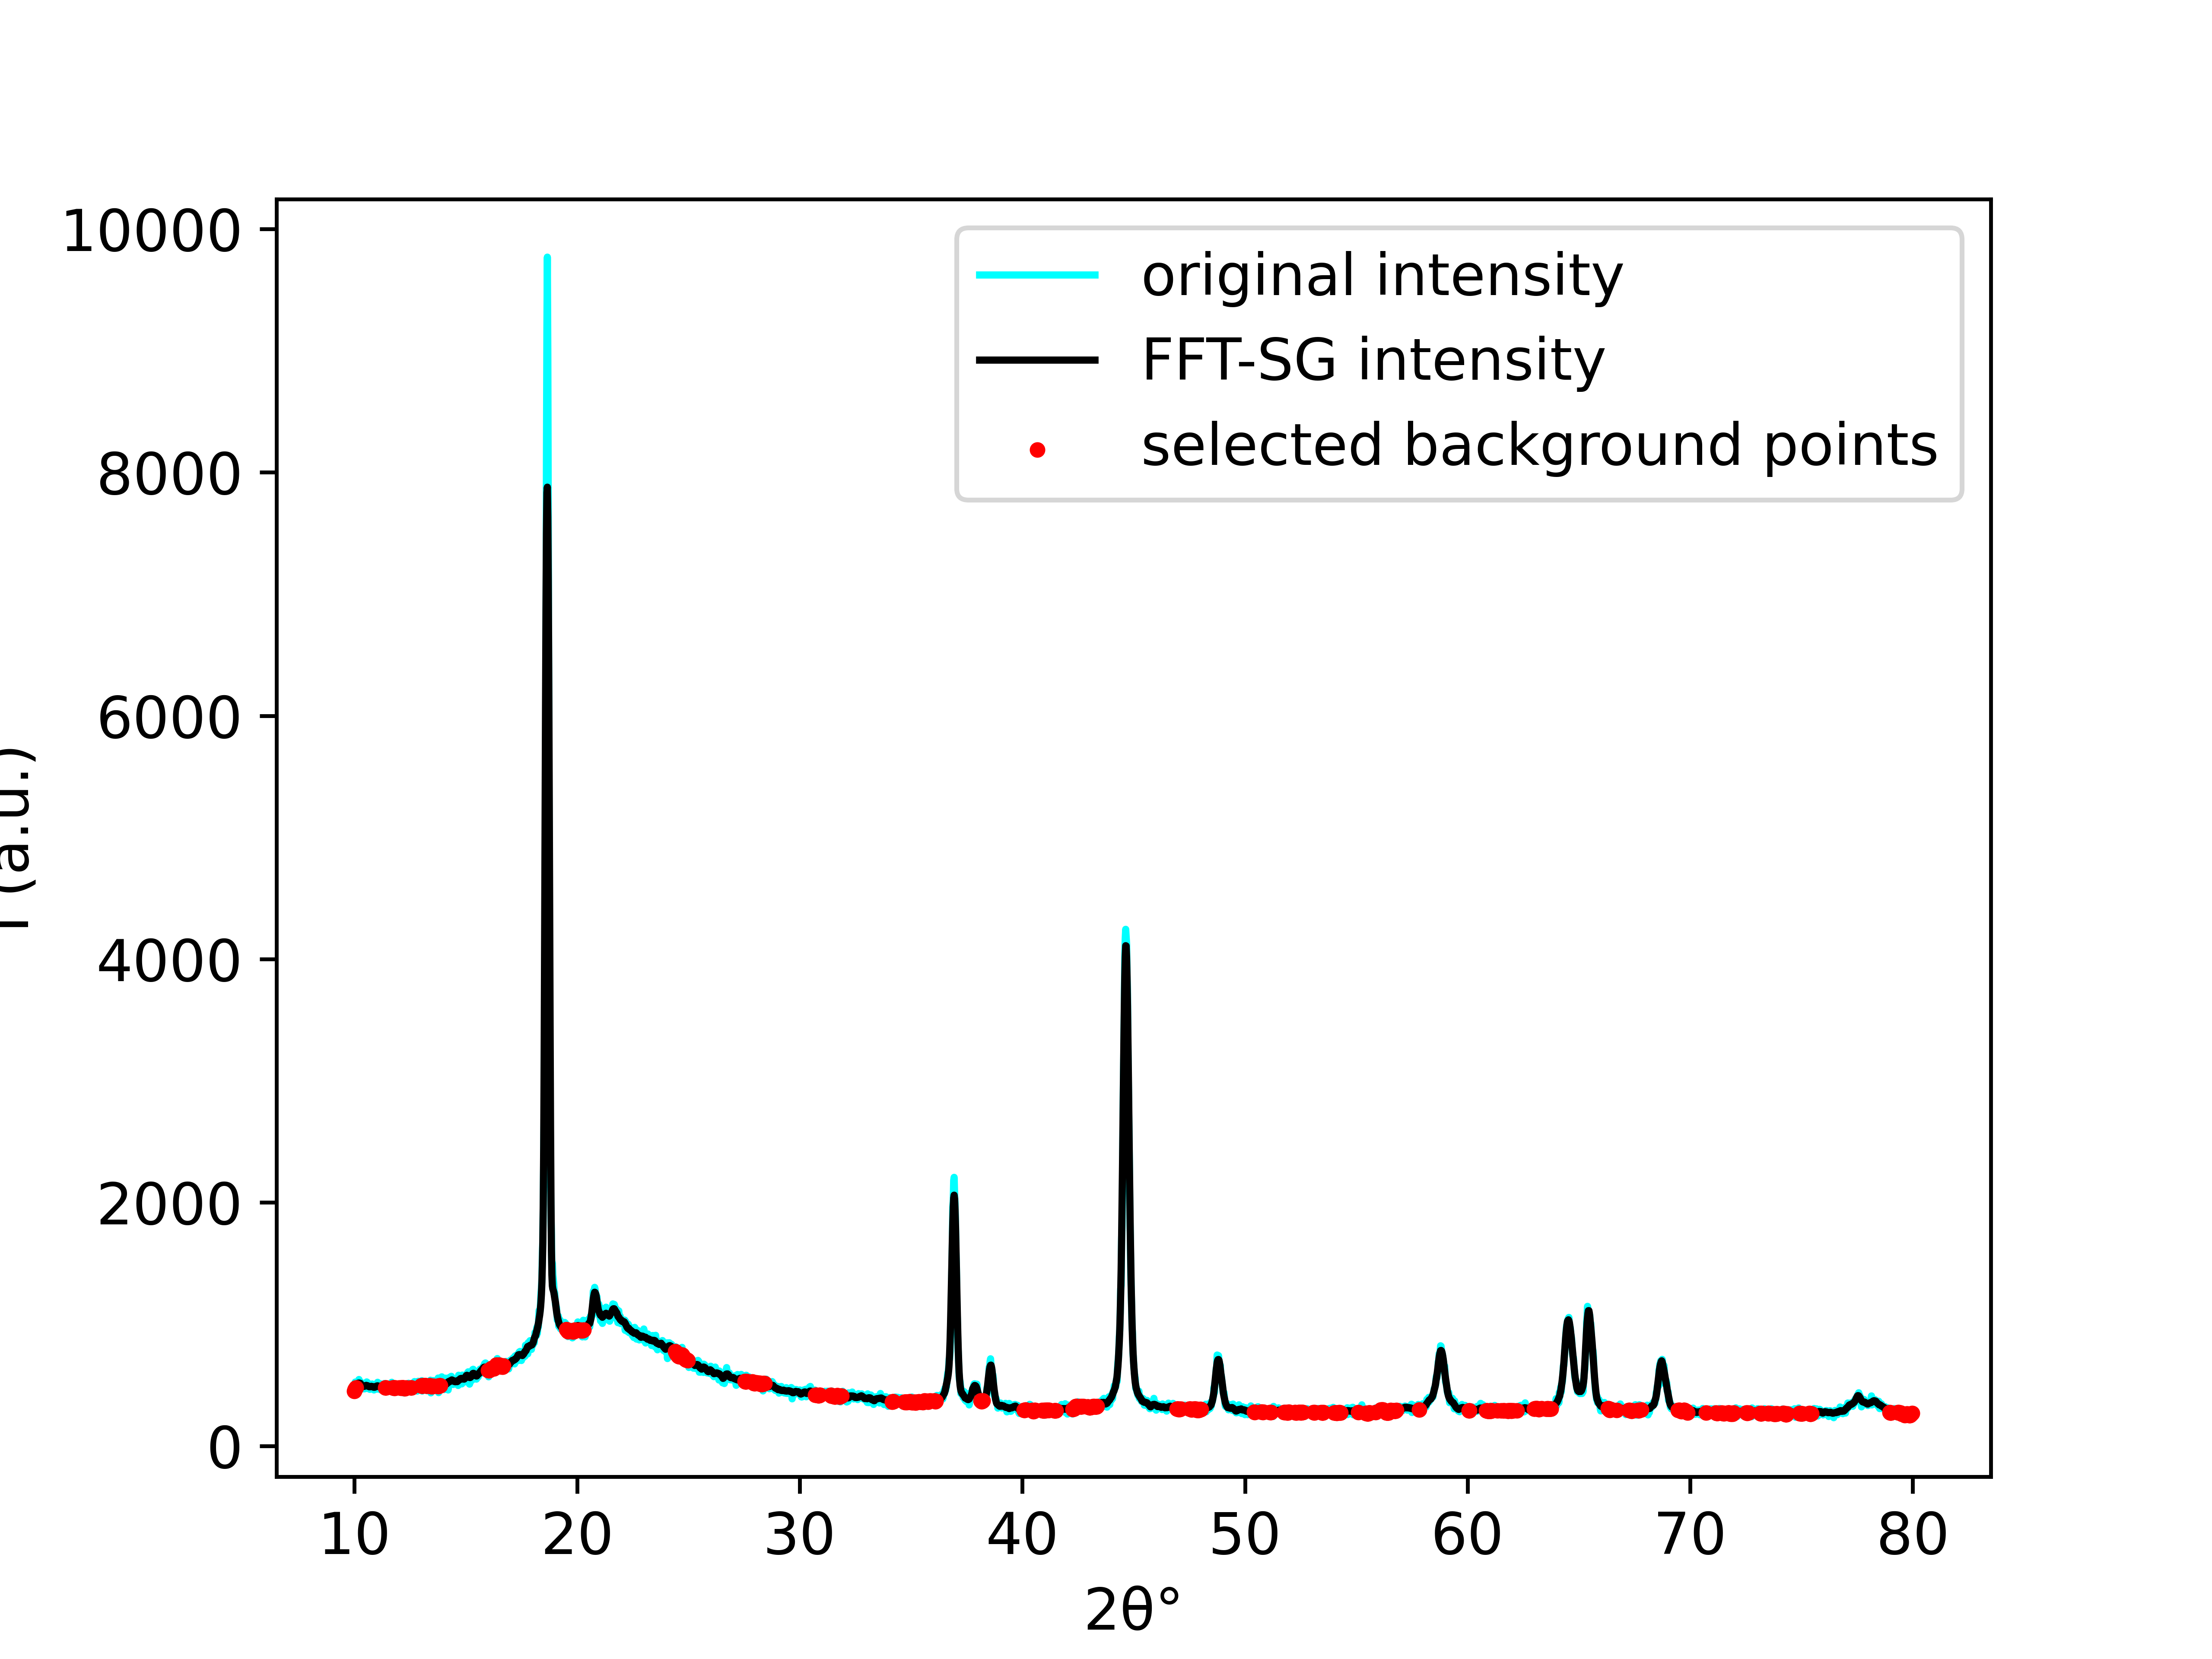 10000
8000
6000
4000
2000
0
(a.u.)
original intensity
FFT-SG intensity
selected background points
10 20 30 40 50 60 70 80
2θ°